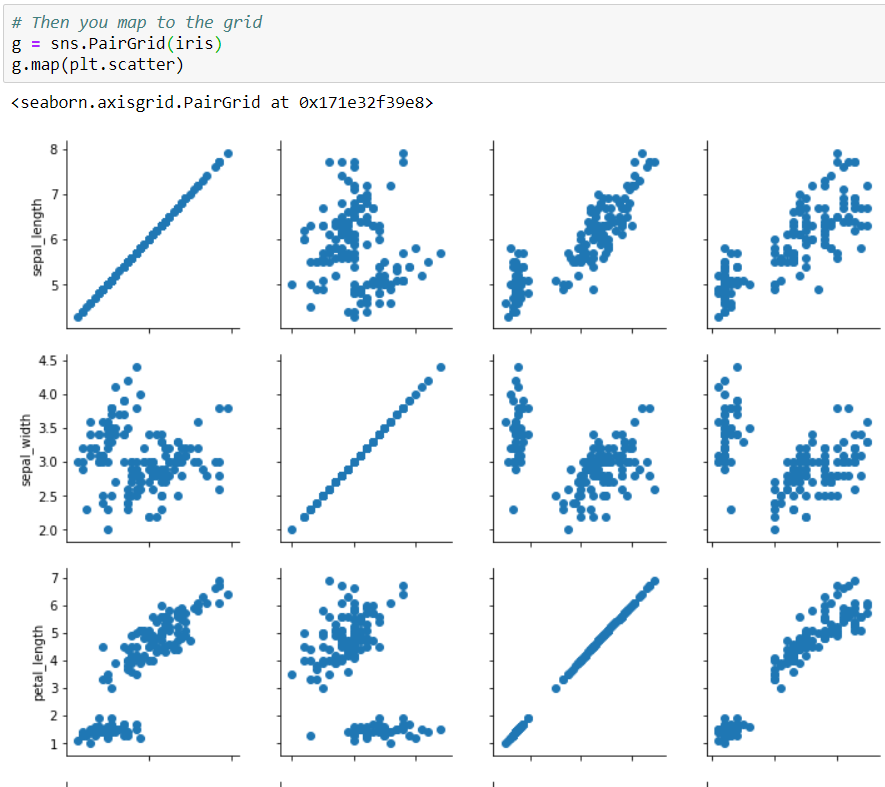 # Then you map to the grid
g = sns.PairGrid(iris)
g.map(plt.scatter)
<seaborn.axisgrid.PairGrid at 0x171e32f39e8>
8
7
6
5
sepal_length
4.5
4.0
3.5
3.0
2.5
2.0
sepal_width
7
6
5
4
3
2
1
petal_length